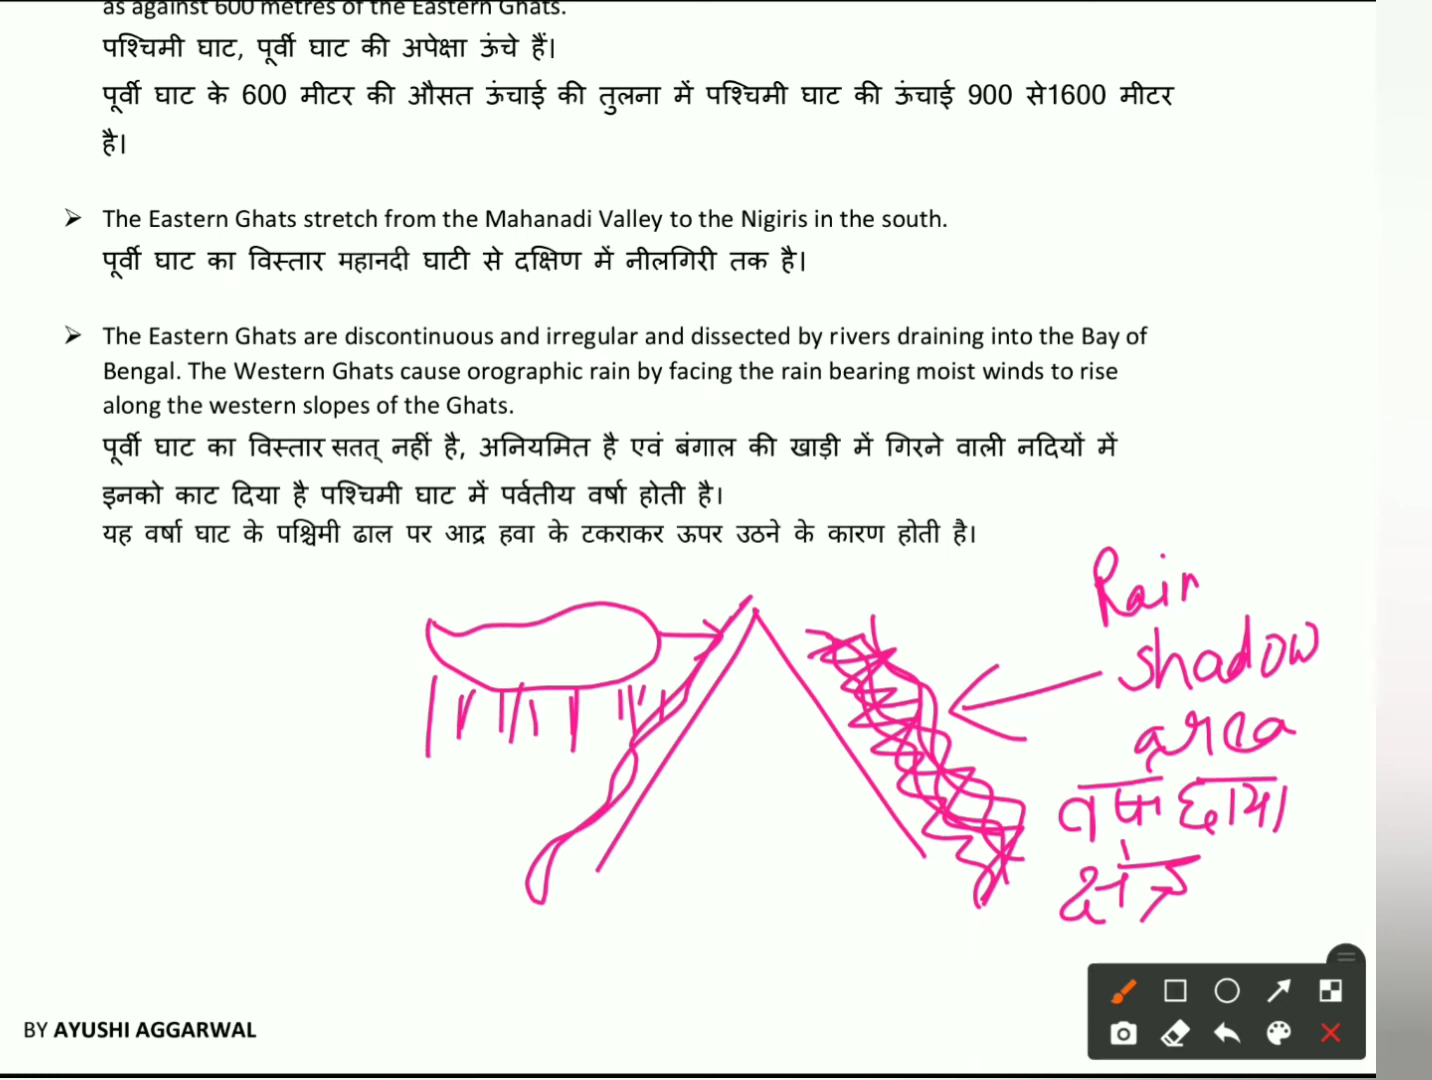 as against 600 metres of the Eastern Ghats.
पश्चिमी घाट, पूर्वी घाट की अपेक्षा ऊंचे हैं।
पूर्वी घाट के 600 मीटर की औसत ऊंचाई की तुलना में पश्चिमी घाट की ऊंचाई 900 से1600 मीटर
है।
➢ The Eastern Ghats stretch from the Mahanadi Valley to the Nigiris in the south.
पूर्वी घाट का विस्तार महानदी घाटी से दक्षिण में नीलगिरी तक है।
➢ The Eastern Ghats are discontinuous and irregular and dissected by rivers draining into the Bay of
Bengal. The Western Ghats cause orographic rain by facing the rain bearing moist winds to rise
along the western slopes of the Ghats.
पूर्वी घाट का विस्तार सतत् नहीं है, अनियमित है एवं बंगाल की खाड़ी में गिरने वाली नदियों में
इनको काट दिया है पश्चिमी घाट में पर्वतीय वर्षा होती है।
यह वर्षा घाट के पश्चिमी ढाल पर आद्र हवा के टकराकर ऊपर उठने के कारण होती है।
Rain
shadow
area
छाया
क्षेत्र
BY AYUSHI AGGARWAL